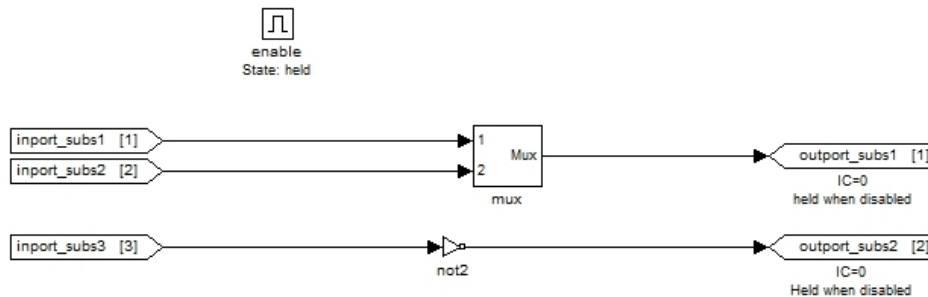 enable
State: held
inport_subs1 [1]
inport_subs2 [2]
1
2
Mux
mux
outport_subs1 [1]
IC=0
held when disabled
inport_subs3 [3]
not2
outport_subs2 [2]
IC=0
Held when disabled